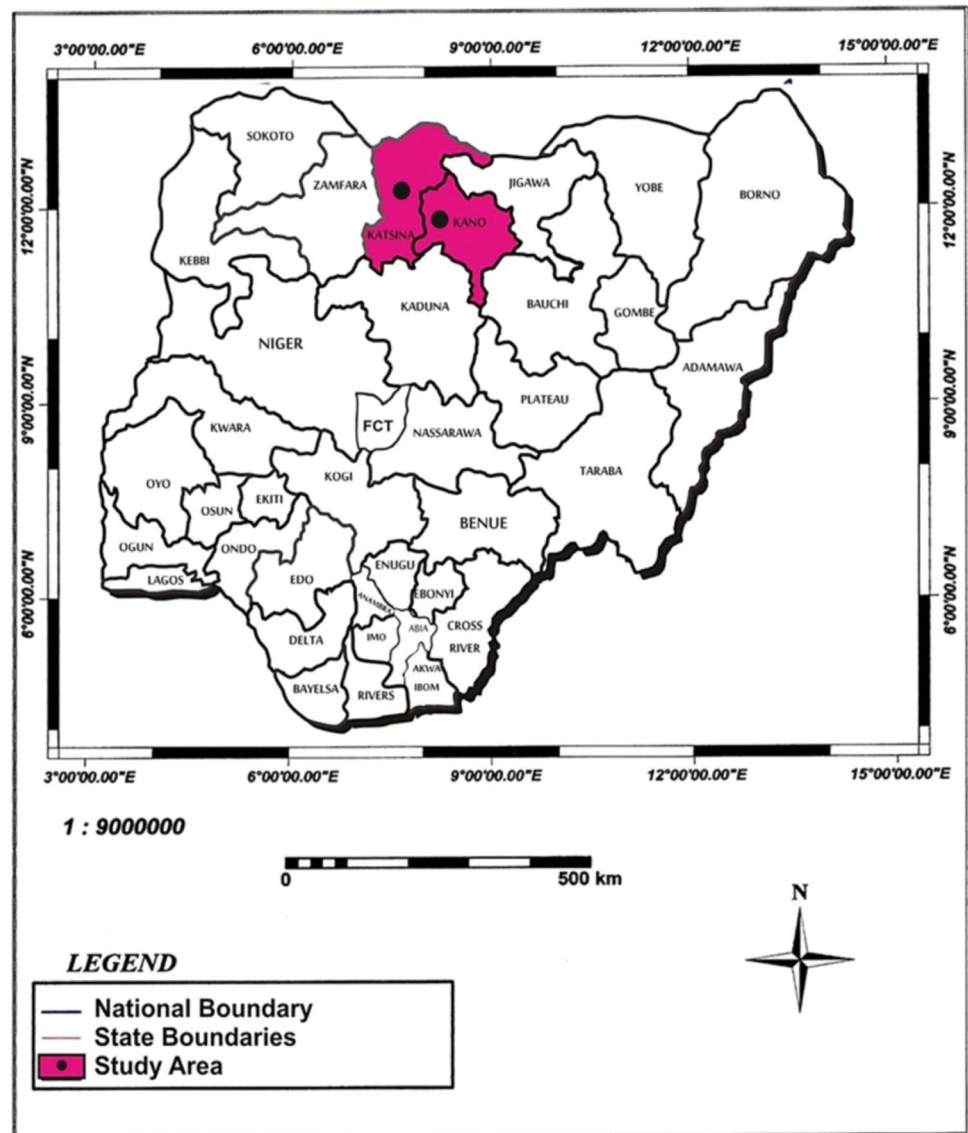 3°00'00.00"E 6°00'00.00"E 9°00'00.00"E 12°00'00.00"E 15°00'00.00"E
12°00'00.00"N
9°00'00.00"N
6°00'00.00"N
SOKOTO
ZAMFARA
KATSINA
KANO
JIGAWA
YOBE
BORNO
KEBBI
KADUNA
BAUCHI
GOMBE
NIGER
ADAMAWA
PLATEAU
FCT
KWARA
NASSARAWA
TARABA
KOGI
OYO
OSUN
EKITI
BENUE
OGUN
ONDO
LAGOS
EDO
ENUGU
EBONYI
ANAMBRA
ABIA
CROSS
RIVER
IMO
DELTA
AKWA
IBOM
BAYELSA
RIVERS
12°00'00.00"N
9°00'00.00"N
6°00'00.00"N
3°00'00.00"E 6°00'00.00"E 9°00'00.00"E 12°00'00.00"E 15°00'00.00"E
1 : 9000000
0 500 km
N
LEGEND
National Boundary
State Boundaries
Study Area